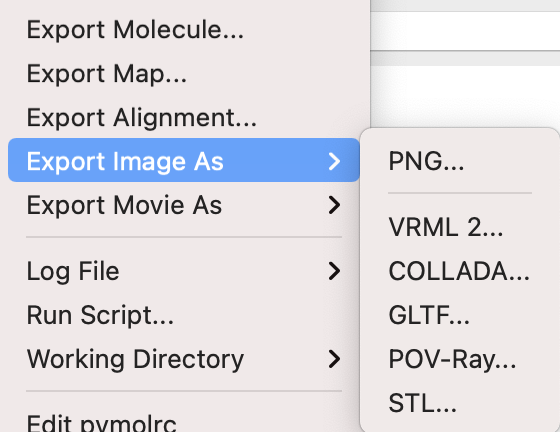 Export Molecule...
Export Map...
Export Alignment...
Export Image As
Export Movie As
Log File
Run Script...
Working Directory
Edit pymolrc
PNG...
VRML 2...
COLLADA...
GLTF...
POV-Ray...
STL...